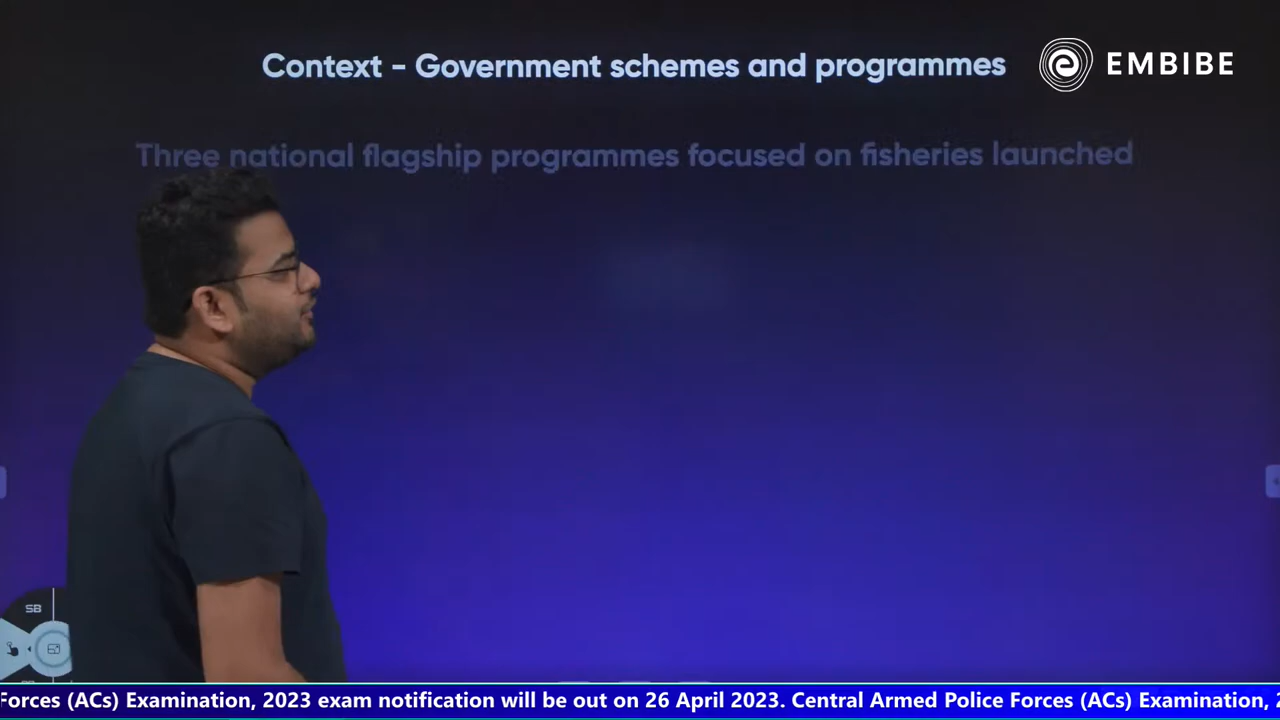 Context - Government schemes and programmes
EMBIBE
Three national flagship programmes focused on fisheries launched
SB
Forces (ACs) Examination, 2023 exam notification will be out on 26 April 2023. Central Armed Police Forces (ACs) Examination, 2